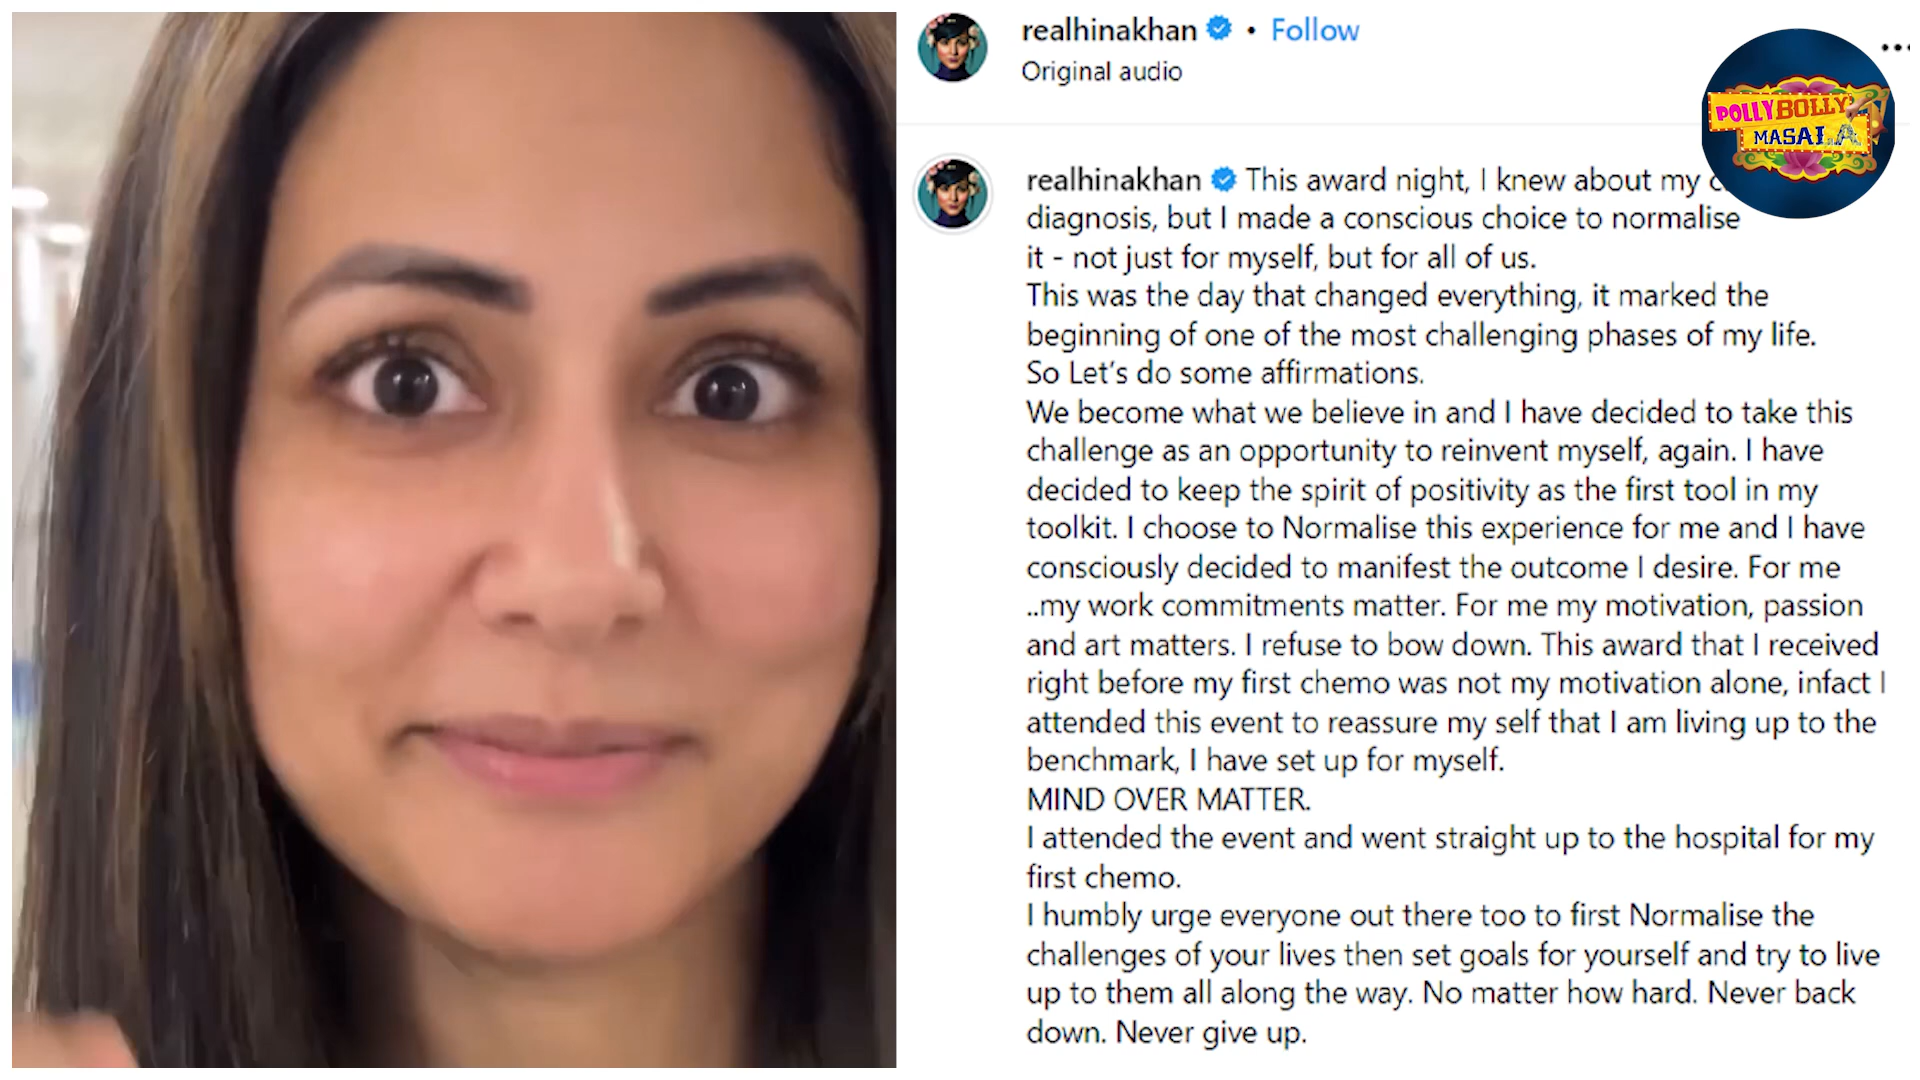 realhinakhan • Follow
Original audio
POLLYBOLLY
MASALA
realhinakhan This award night, I knew about my
diagnosis, but I made a conscious choice to normalise
it - not just for myself, but for all of us.
This was the day that changed everything, it marked the
beginning of one of the most challenging phases of my life.
So Let's do some affirmations.
We become what we believe in and I have decided to take this
challenge as an opportunity to reinvent myself, again. I have
decided to keep the spirit of positivity as the first tool in my
toolkit. I choose to Normalise this experience for me and I have
consciously decided to manifest the outcome I desire. For me
..my work commitments matter. For me my motivation, passion
and art matters. I refuse to bow down. This award that I received
right before my first chemo was not my motivation alone, infact I
attended this event to reassure my self that I am living up to the
benchmark, I have set up for myself.
MIND OVER MATTER.
I attended the event and went straight up to the hospital for my
first chemo.
I humbly urge everyone out there too to first Normalise the
challenges of your lives then set goals for yourself and try to live
up to them all along the way. No matter how hard. Never back
down. Never give up.